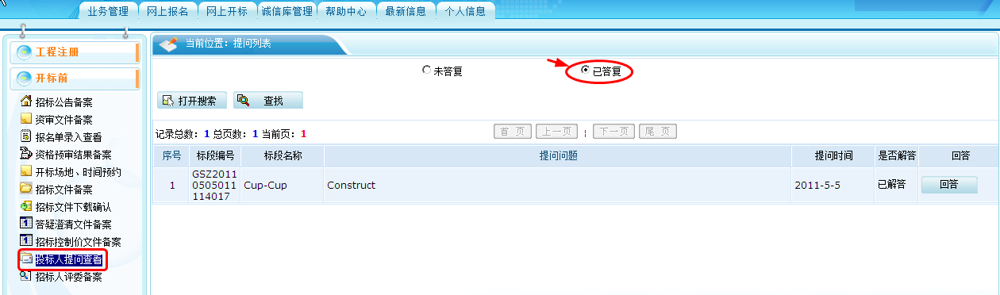 业务管理 网上报名 网上开标 诚信库管理 帮助中心 最新信息 个人信息
工程注册
开标前
招标公告备案
资审文件备案
报名单录入查看
资格预审结果备案
开标场地、时间预约
招标文件备案
招标文件下载确认
答疑澄清文件备案
招标控制价文件备案
投标人提问查看
招标人评委备案
当前位置：提问列表
未答复 已答复
打开搜索 查找
记录总数：1 总页数：1 当前页：1 首 页 上一页 ¦ 下一页 尾 页
序号 标段编号 标段名称 提问问题 提问时间 是否解答 回答
1 GSZ20110505011114017 Cup-Cup Construct 2011-5-5 已解答 回答